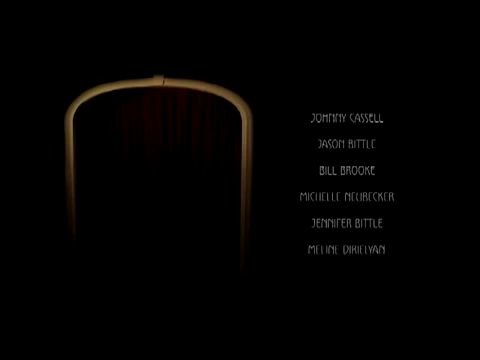 JOHNNY CASSELL
JASON BITTLE
BILL BROOKE
MICHELLE NEUBECKER
JENNIFER BITTLE
MELINE DIKIELYAN